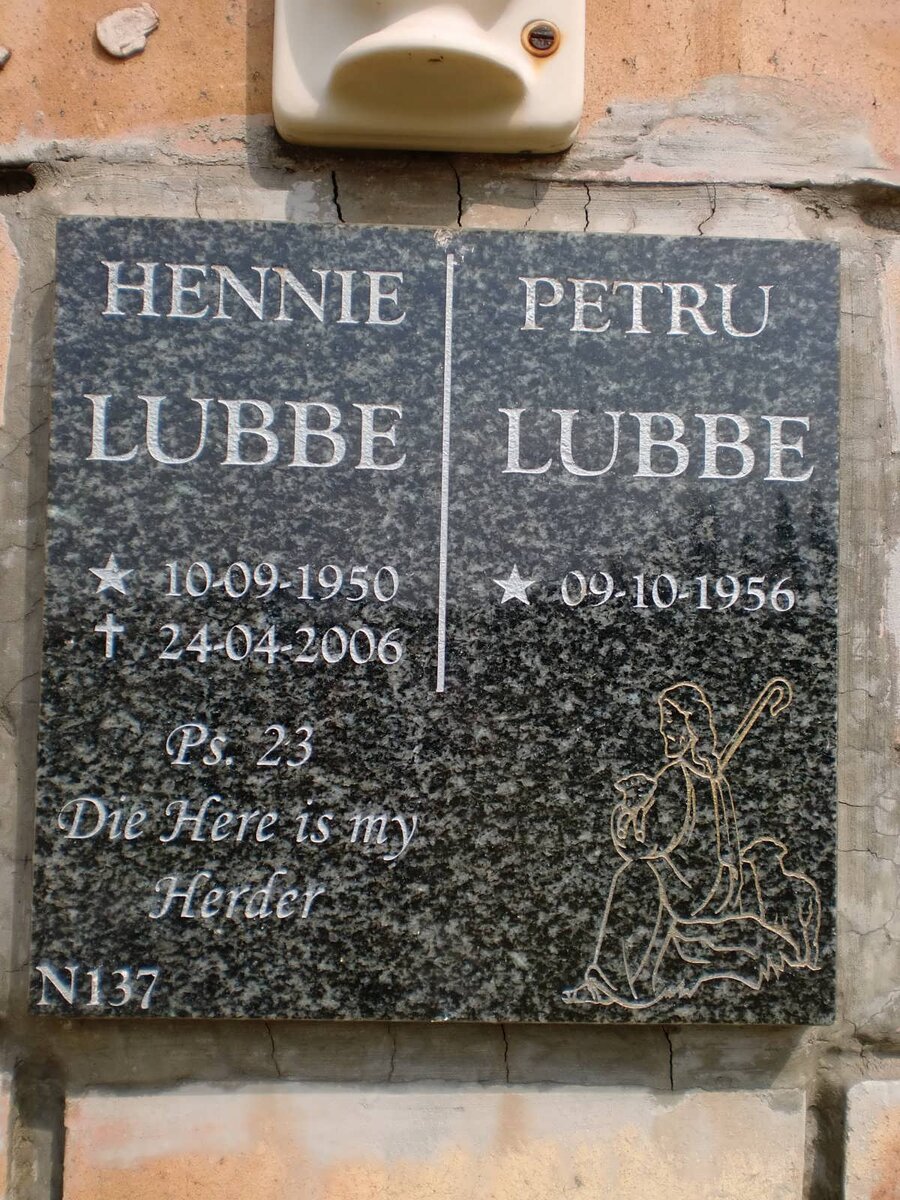 HENNIE
LUBBE
★ 10-09-1950
✝ 24-04-2006
Ps. 23
Die Here is my
Herder
N137
PETRU
LUBBE
★ 09-10-1956